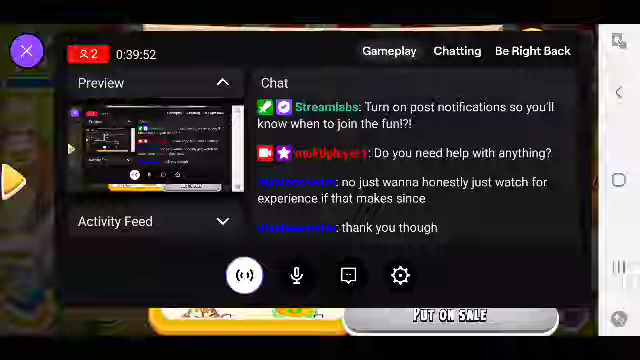 2
0:39:52
Gameplay
Chatting
Be Right Back
Preview
Chat
Streamlabs: Turn on post notifications so you'll
know when to join the fun!?!
multiplayer1: Do you need help with anything?
no just wanna honestly just watch for
experience if that makes since
thank you though
Activity Feed
PUT ON SALE